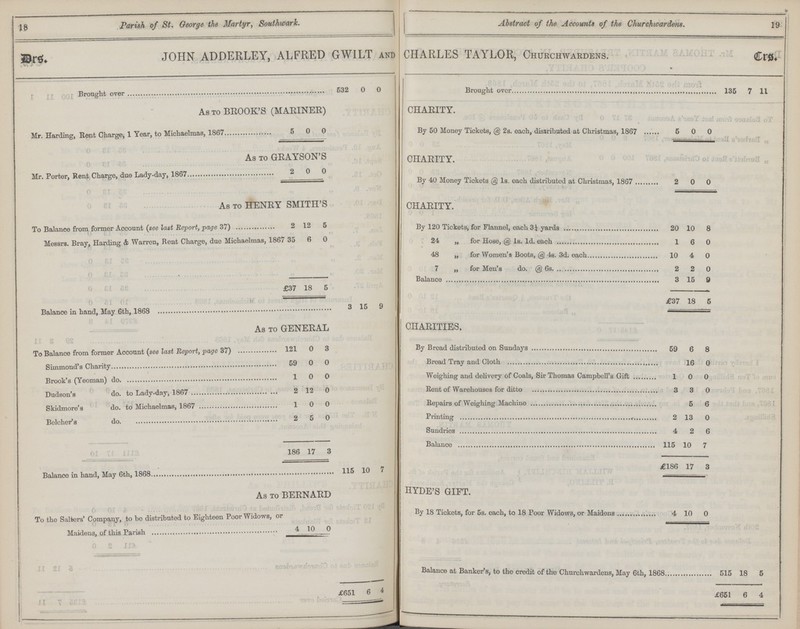 18
Parish of St. George the Martyr, Southwark.
Drs.
JOHN ADDERLEY, ALFRED GWILT AND
Brought over 532 0 0
As to BROOK'S (MARINER)
Mr. Harding, Rent Charge, 1 Year, to Michaelmas, 1867 5 0 0
As to GRAYSON'S
Mr. Porter, Rent Charge, due Lady-day, 1867 2 0 0
As to HENRY SMITH'S
To Balance from former Account (see last Report, page 37) 2 12 5
Messrs. Bray, Harding & Warren, Rent Charge, due Michaelmas, 1867 35 6 0
£37 18 5
Balance in hand, May 6th, 1868 3 15 9
As to GENERAL
To Balance from former Account (see last Report, page 37) 121 0 3
Simmond's Charity 59 0 0
Brook's (Yeoman) do. 1 0 0
Dudson's do. to Lady-day, 1867 2 12 0
Skidmore's do. to Michaelmas, 1867 1 0 0
Belcher's do. 2 5 0
186 17 3
Balance in hand, May 6th, 1868 115 10 7
As to BERNARD
To the Salters' Company, to be distributed to Eighteen Poor Widows, or
Maidens, of this Parish 4 10 0
£651 6 4
Abstract of the Accounts of the Churchwardens.
19
CHARLES TAYLOR, Churchwardens.
Crs.
Brought over 135 7 11
CHARITY.
By 50 Money Tickets, @ 2s. each, distributed at Christmas, 1867 5 0 0
CHARITY.
By 40 Money Tickets @ 1s. each distributed at Christmas, 1867 2 0 0
CHARITY.
By 120 Tickets, for Flannel, each 3½ yards 20 10 8
24 „ for Hose, @ 1s. 1d. each 1 6 0
48 „ for Women's Boots, @ 4s. 3d. each 10 4 0
7 „ for Men's do. @ 6s. 2 2 0
Balance 3 15 9
£37 18 5
CHARITIES.
By Bread distributed on Sundays 59 6 8
Bread Tray and Cloth 16 0
Weighing and delivery of Coals, Sir Thomas Campbell's Gift 1 0 0
Rent of Warehouses for ditto 3 3 0
Repairs of Weighing Machine 5 6
Printing 2 13 0
Sundries 4 2 6
Balance 115 10 7
£186 17 3
HYDE'S GIFT.
By 18 Tickets, for 5s. each, to 18 Poor Widows, or Maidens 4 10 0
Balance at Banker's, to the credit of the Churchwardens, May 6th, 1868 515 18 5
£651 6 4